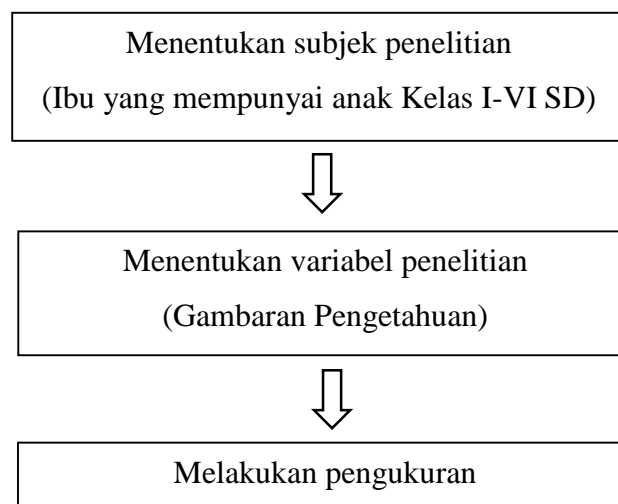 Menentukan subjek penelitian
(Ibu yang mempunyai anak Kelas I-VI SD)
Menentukan variabel penelitian
(Gambaran Pengetahuan)
Melakukan pengukuran